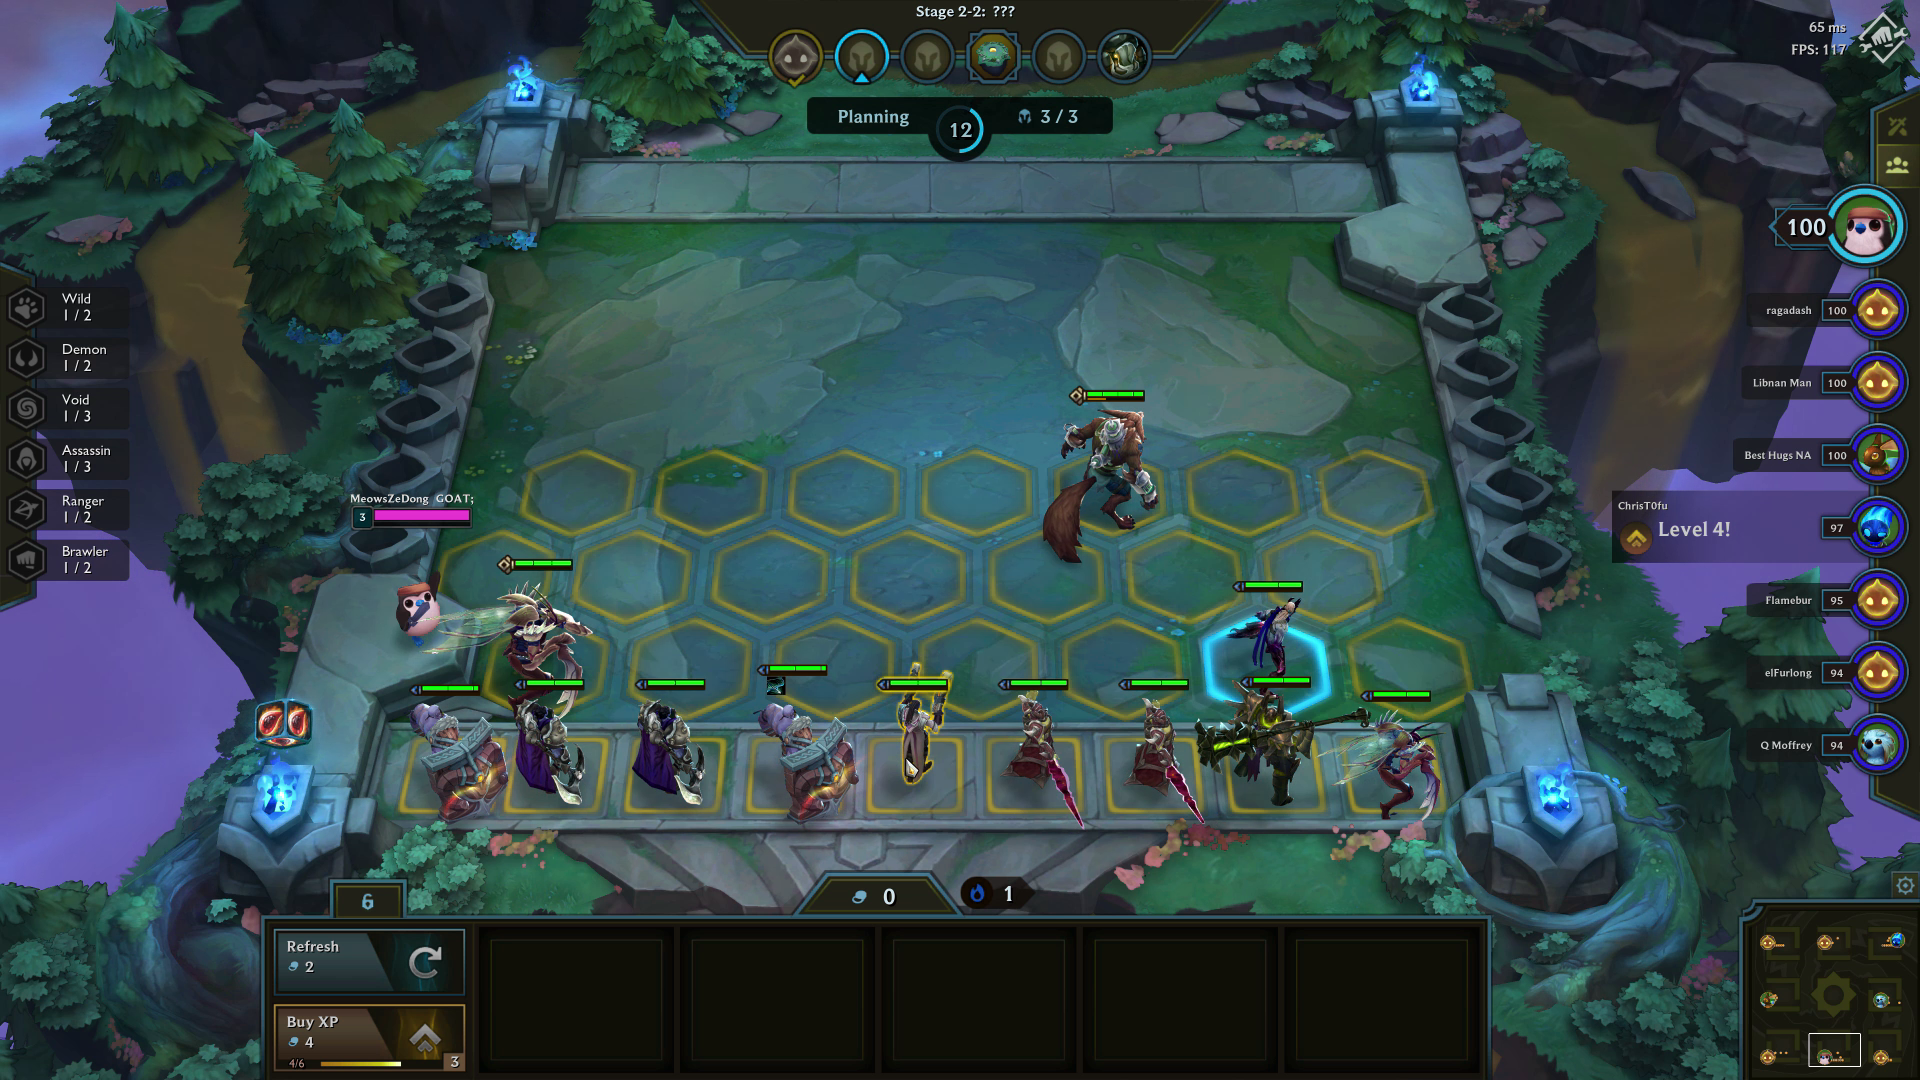 Stage 2-2: ???
65 ms
FPS: 117
Planning
12
3 / 3
100
Wild
1 / 2
Demon
1 / 2
Void
1 / 3
Assassin
1 / 3
Ranger
1 / 2
Brawler
1 / 2
ragadash 100
Libnan Man 100
Best Hugs NA 100
ChrisT0fu
Level 4!
97
Flamebur 95
elFurlong 94
Q Moffrey 94
MeowsZeDong GOAT;
3
6
0
1
Refresh
2
Buy XP
4
4/6
3